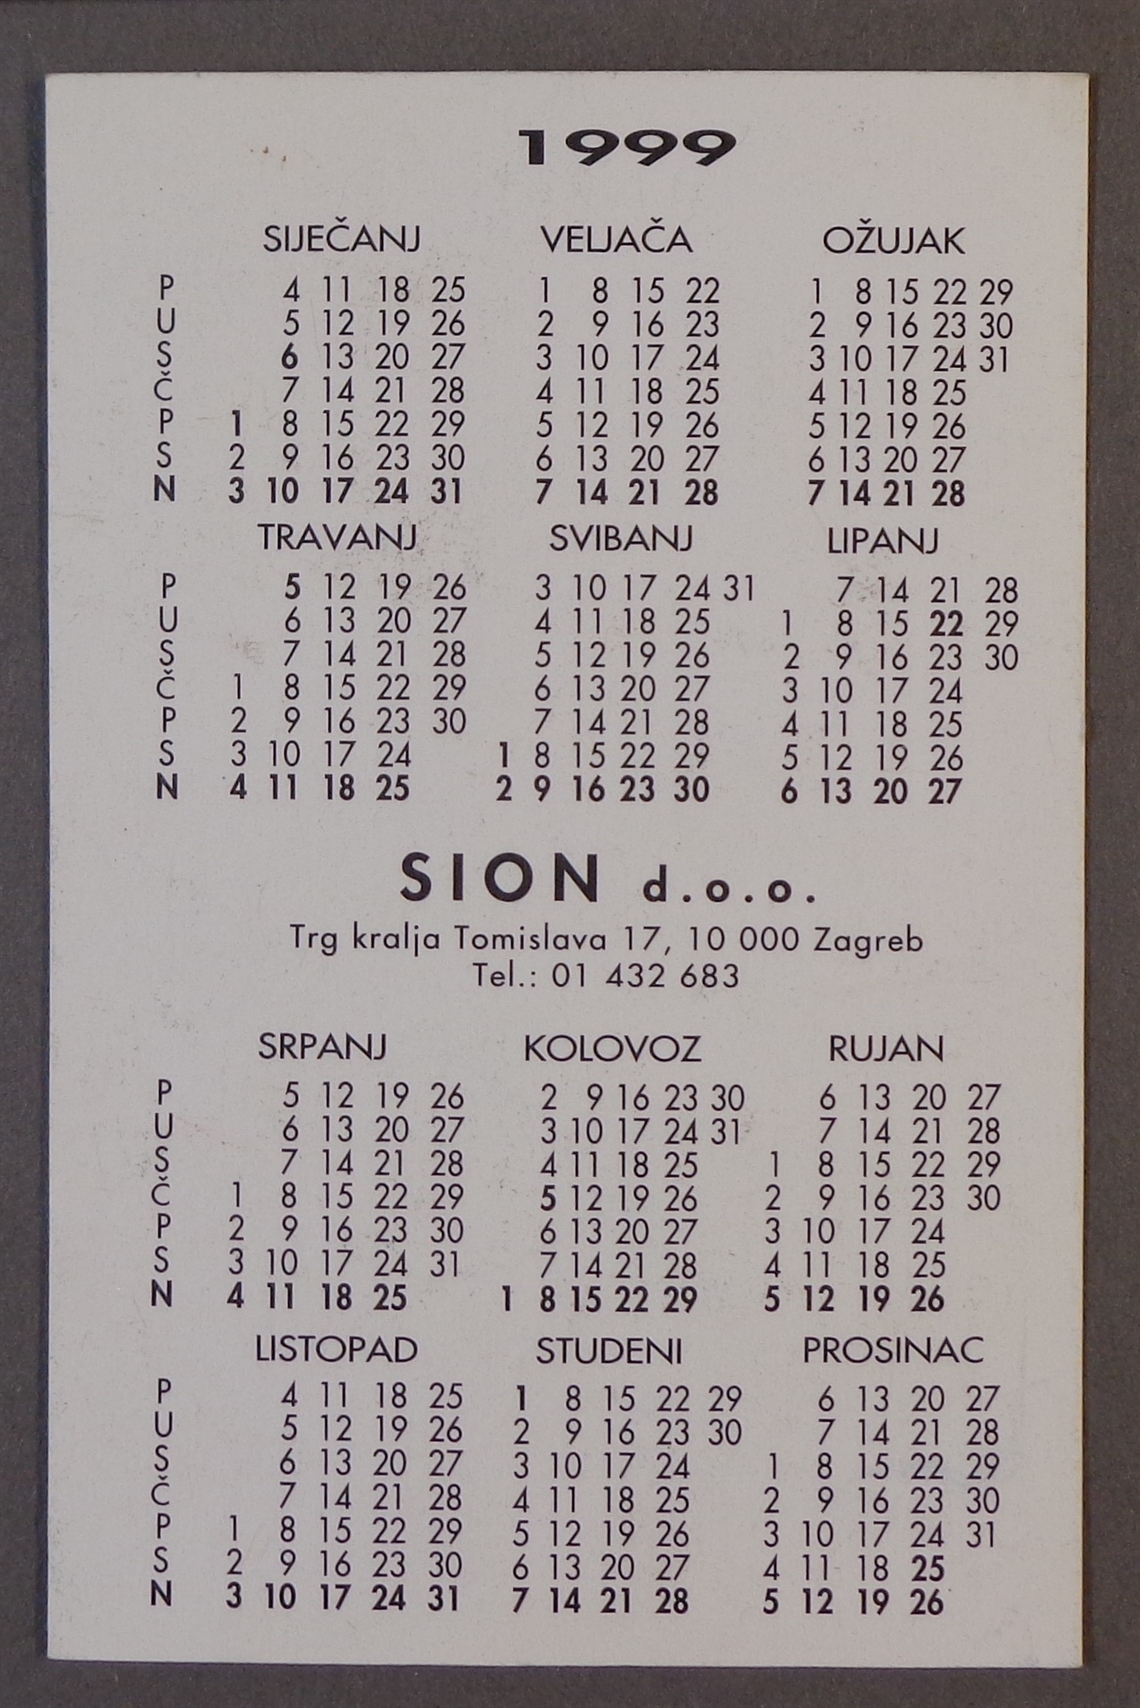 1999
SIJEČANJ VELJAČA OŽUJAK
P 4 11 18 25 1 8 15 22 1 8 15 22 29
U 5 12 19 26 2 9 16 23 2 9 16 23 30
S 6 13 20 27 3 10 17 24 3 10 17 24 31
Č 7 14 21 28 4 11 18 25 4 11 18 25
P 1 8 15 22 29 5 12 19 26 5 12 19 26
S 2 9 16 23 30 6 13 20 27 6 13 20 27
N 3 10 17 24 31 7 14 21 28 7 14 21 28
TRAVANJ SVIBANJ LIPANJ
P 5 12 19 26 3 10 17 24 31 7 14 21 28
U 6 13 20 27 4 11 18 25 1 8 15 22 29
S 7 14 21 28 5 12 19 26 2 9 16 23 30
Č 1 8 15 22 29 6 13 20 27 3 10 17 24
P 2 9 16 23 30 7 14 21 28 4 11 18 25
S 3 10 17 24 1 8 15 22 29 5 12 19 26
N 4 11 18 25 2 9 16 23 30 6 13 20 27
SION d.o.o.
Trg kralja Tomislava 17, 10 000 Zagreb
Tel.: 01 432 683
SRPANJ KOLOVOZ RUJAN
P 5 12 19 26 2 9 16 23 30 6 13 20 27
U 6 13 20 27 3 10 17 24 31 7 14 21 28
S 7 14 21 28 4 11 18 25 1 8 15 22 29
Č 1 8 15 22 29 5 12 19 26 2 9 16 23 30
P 2 9 16 23 30 6 13 20 27 3 10 17 24
S 3 10 17 24 31 7 14 21 28 4 11 18 25
N 4 11 18 25 1 8 15 22 29 5 12 19 26
LISTOPAD STUDENI PROSINAC
P 4 11 18 25 1 8 15 22 29 6 13 20 27
U 5 12 19 26 2 9 16 23 30 7 14 21 28
S 6 13 20 27 3 10 17 24 1 8 15 22 29
Č 7 14 21 28 4 11 18 25 2 9 16 23 30
P 1 8 15 22 29 5 12 19 26 3 10 17 24 31
S 2 9 16 23 30 6 13 20 27 4 11 18 25
N 3 10 17 24 31 7 14 21 28 5 12 19 26